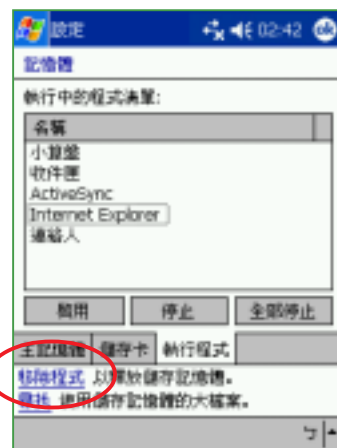 設定 02:42 ok
記憶體
執行中的程式清單:
名稱
小算盤
收件匣
ActiveSync
Internet Explorer
連絡人
啟用 停止 全部停止
主記憶體 儲存卡 執行程式
移除程式 以釋放儲存記憶體。
尋找 使用儲存記憶體的大檔案。
ㄅ